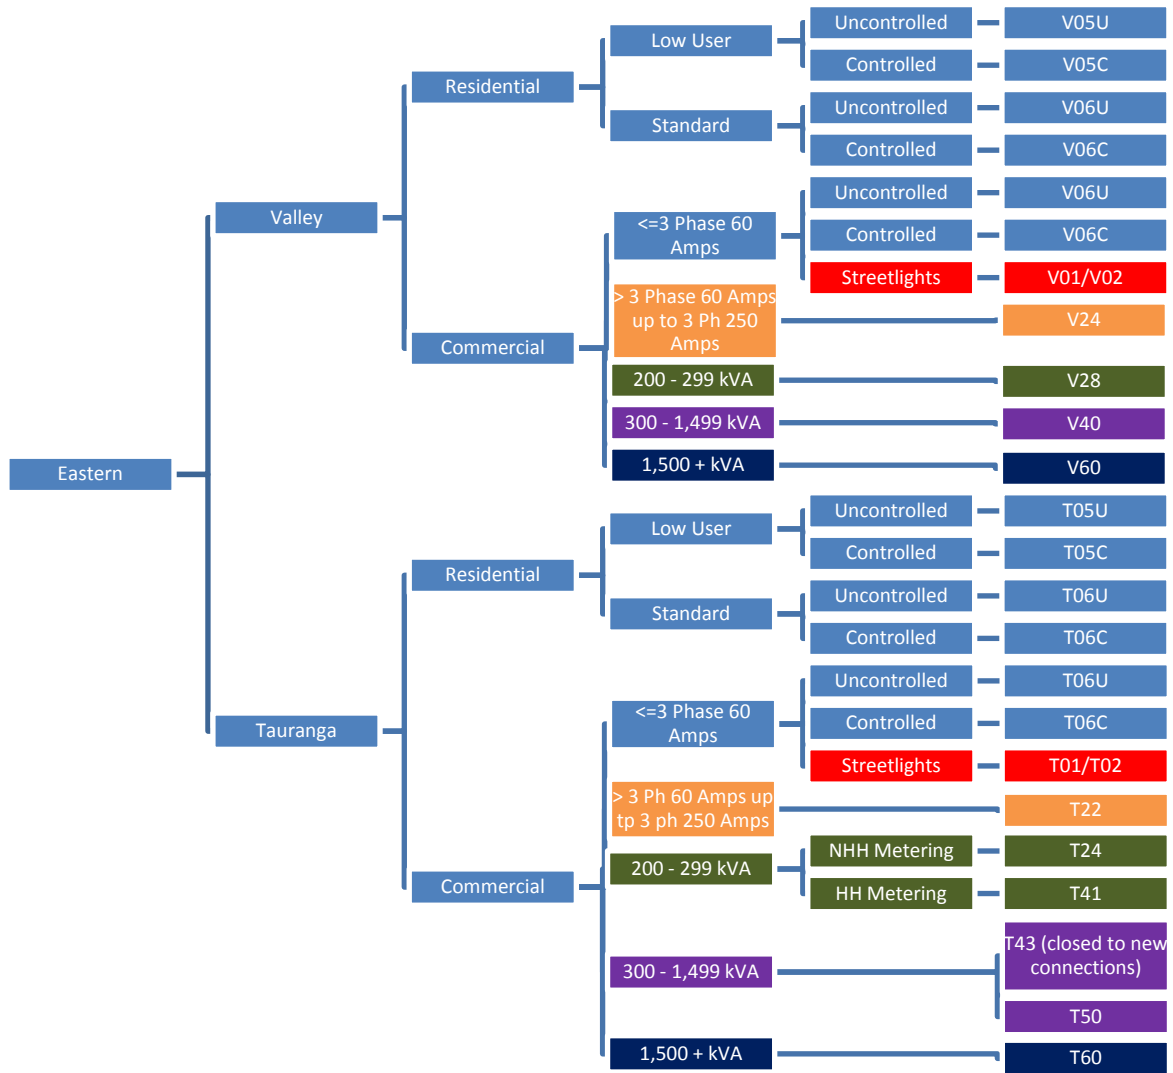 Eastern
Valley
Residential
Low User
Uncontrolled
V05U
Controlled
V05C
Standard
Uncontrolled
V06U
Controlled
V06C
Commercial
<=3 Phase 60
Amps
Uncontrolled
V06U
Controlled
V06C
Streetlights
V01/V02
> 3 Phase 60 Amps
up to 3 Ph 250
Amps
V24
200 - 299 kVA
V28
300 - 1,499 kVA
V40
1,500 + kVA
V60
Tauranga
Residential
Low User
Uncontrolled
T05U
Controlled
T05C
Standard
Uncontrolled
T06U
Controlled
T06C
Commercial
<=3 Phase 60
Amps
Uncontrolled
T06U
Controlled
T06C
Streetlights
T01/T02
> 3 Ph 60 Amps up
tp 3 ph 250 Amps
T22
200 - 299 kVA
NHH Metering
T24
HH Metering
T41
300 - 1,499 kVA
T43 (closed to new
connections)
T50
1,500 + kVA
T60